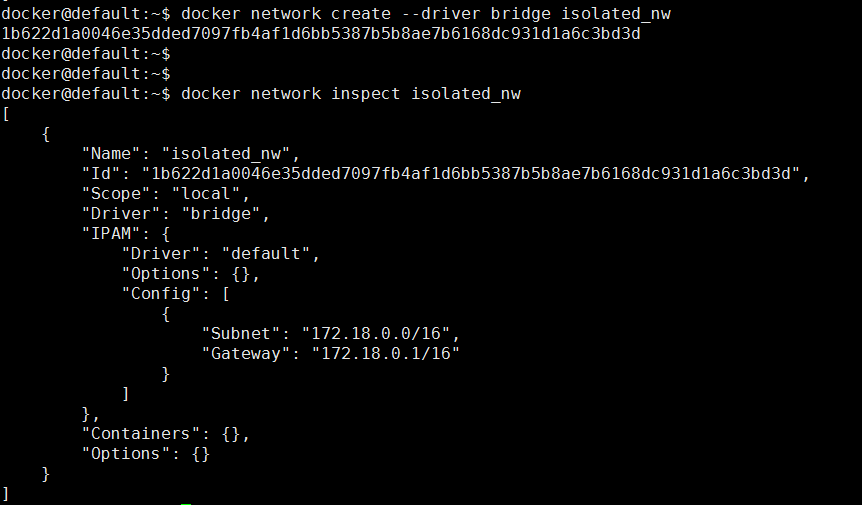 docker@default:~$ docker network create --driver bridge isolated_nw
1b622d1a0046e35dded7097fb4af1d6bb5387b5b8ae7b6168dc931d1a6c3bd3d
docker@default:~$
docker@default:~$
docker@default:~$ docker network inspect isolated_nw
[
    {
        "Name": "isolated_nw",
        "Id": "1b622d1a0046e35dded7097fb4af1d6bb5387b5b8ae7b6168dc931d1a6c3bd3d",
        "Scope": "local",
        "Driver": "bridge",
        "IPAM": {
            "Driver": "default",
            "Options": {},
            "Config": [
                {
                    "Subnet": "172.18.0.0/16",
                    "Gateway": "172.18.0.1/16"
                }
            ]
        },
        "Containers": {},
        "Options": {}
    }
]